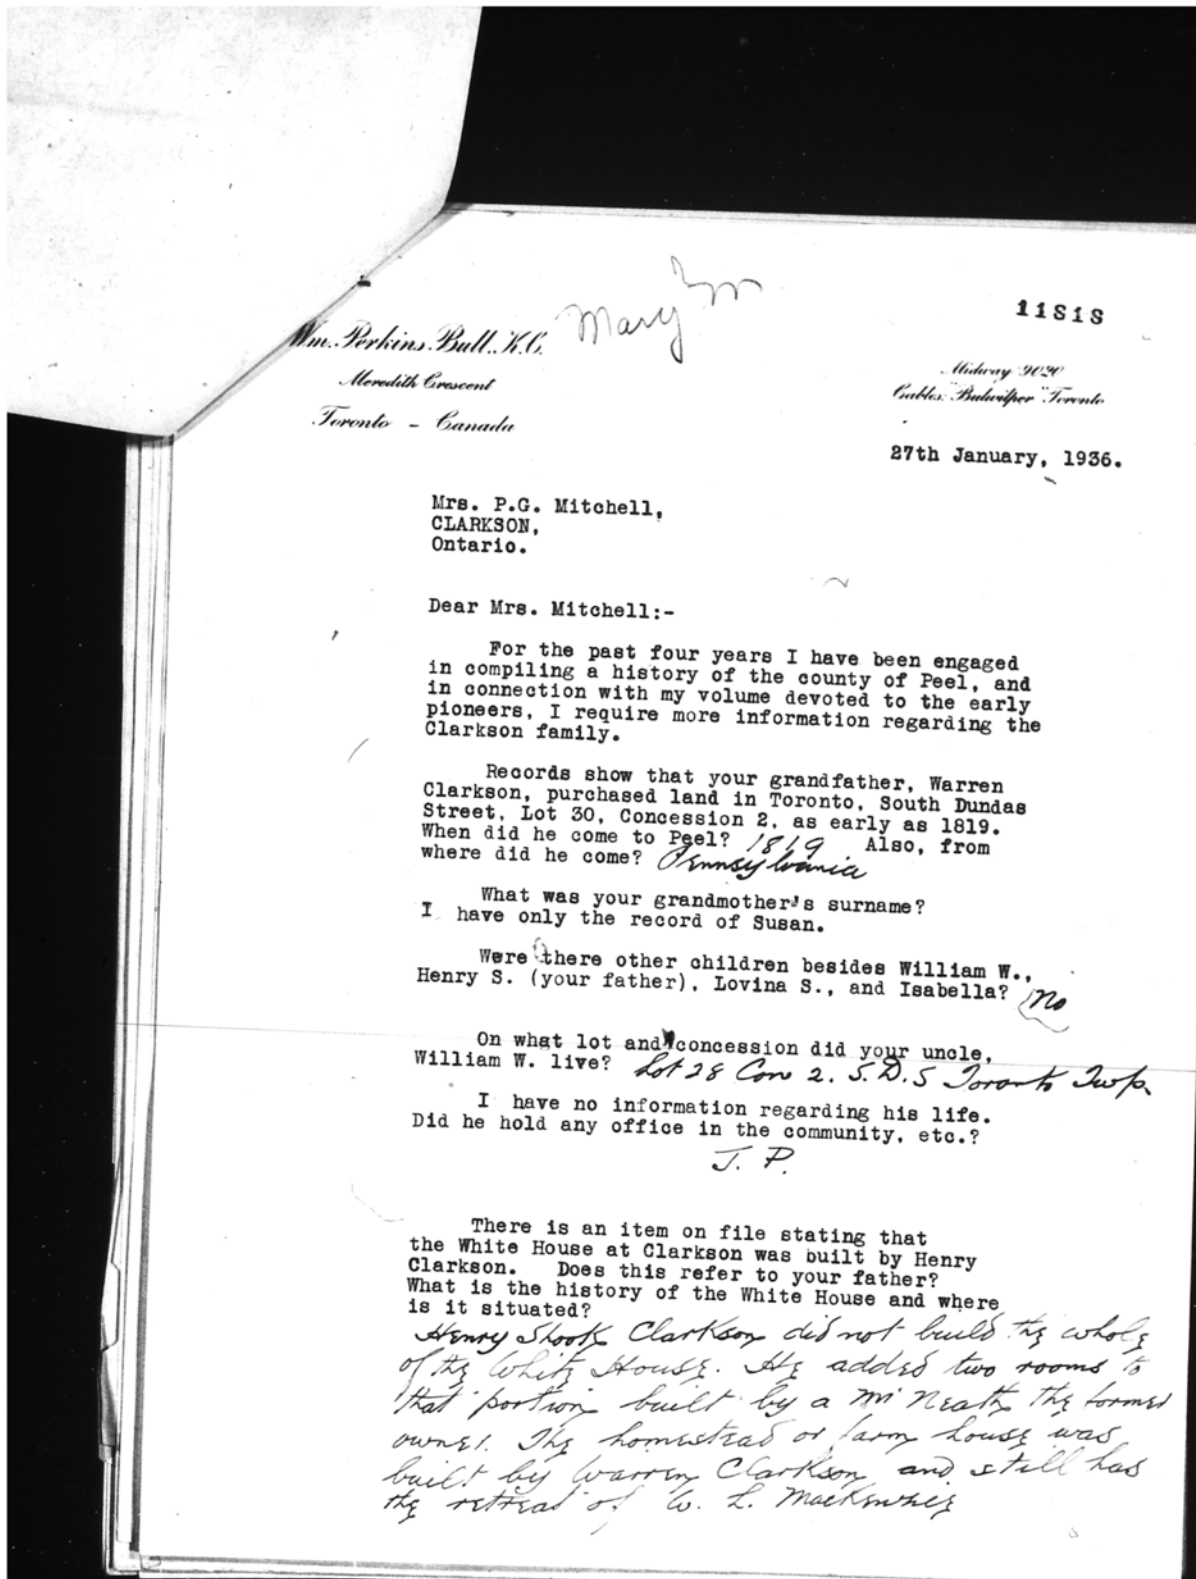 Mary M
11818
Wm. Perkins Bull, K.C.
Meredith Crescent
Toronto - Canada
Midway 9020
Cables: "Bulwilper" Toronto
27th January, 1936.
Mrs. P.G. Mitchell,
CLARKSON,
Ontario.
Dear Mrs. Mitchell:-
For the past four years I have been engaged
in compiling a history of the county of Peel, and
in connection with my volume devoted to the early
pioneers, I require more information regarding the
Clarkson family.
Records show that your grandfather, Warren
Clarkson, purchased land in Toronto, South Dundas
Street, Lot 30, Concession 2, as early as 1819.
When did he come to Peel? 1819 Also, from
where did he come? Pennsylvania
What was your grandmother's surname?
I have only the record of Susan.
Were there other children besides William W.,
Henry S. (your father), Lovina S., and Isabella? No
On what lot and concession did your uncle,
William W. live? Lot 28 Con 2. S.D.S Toronto Twp.
I have no information regarding his life.
Did he hold any office in the community, etc.?
J. P.
There is an item on file stating that
the White House at Clarkson was built by Henry
Clarkson. Does this refer to your father?
What is the history of the White House and where
is it situated?
Henry Shook Clarkson did not build the whole
of the White House. He added two rooms to
that portion built by a Mr Neath the former
owner. The homestead or farm house was
built by Warren Clarkson and still has
the retreat of W. L. MacKenzie